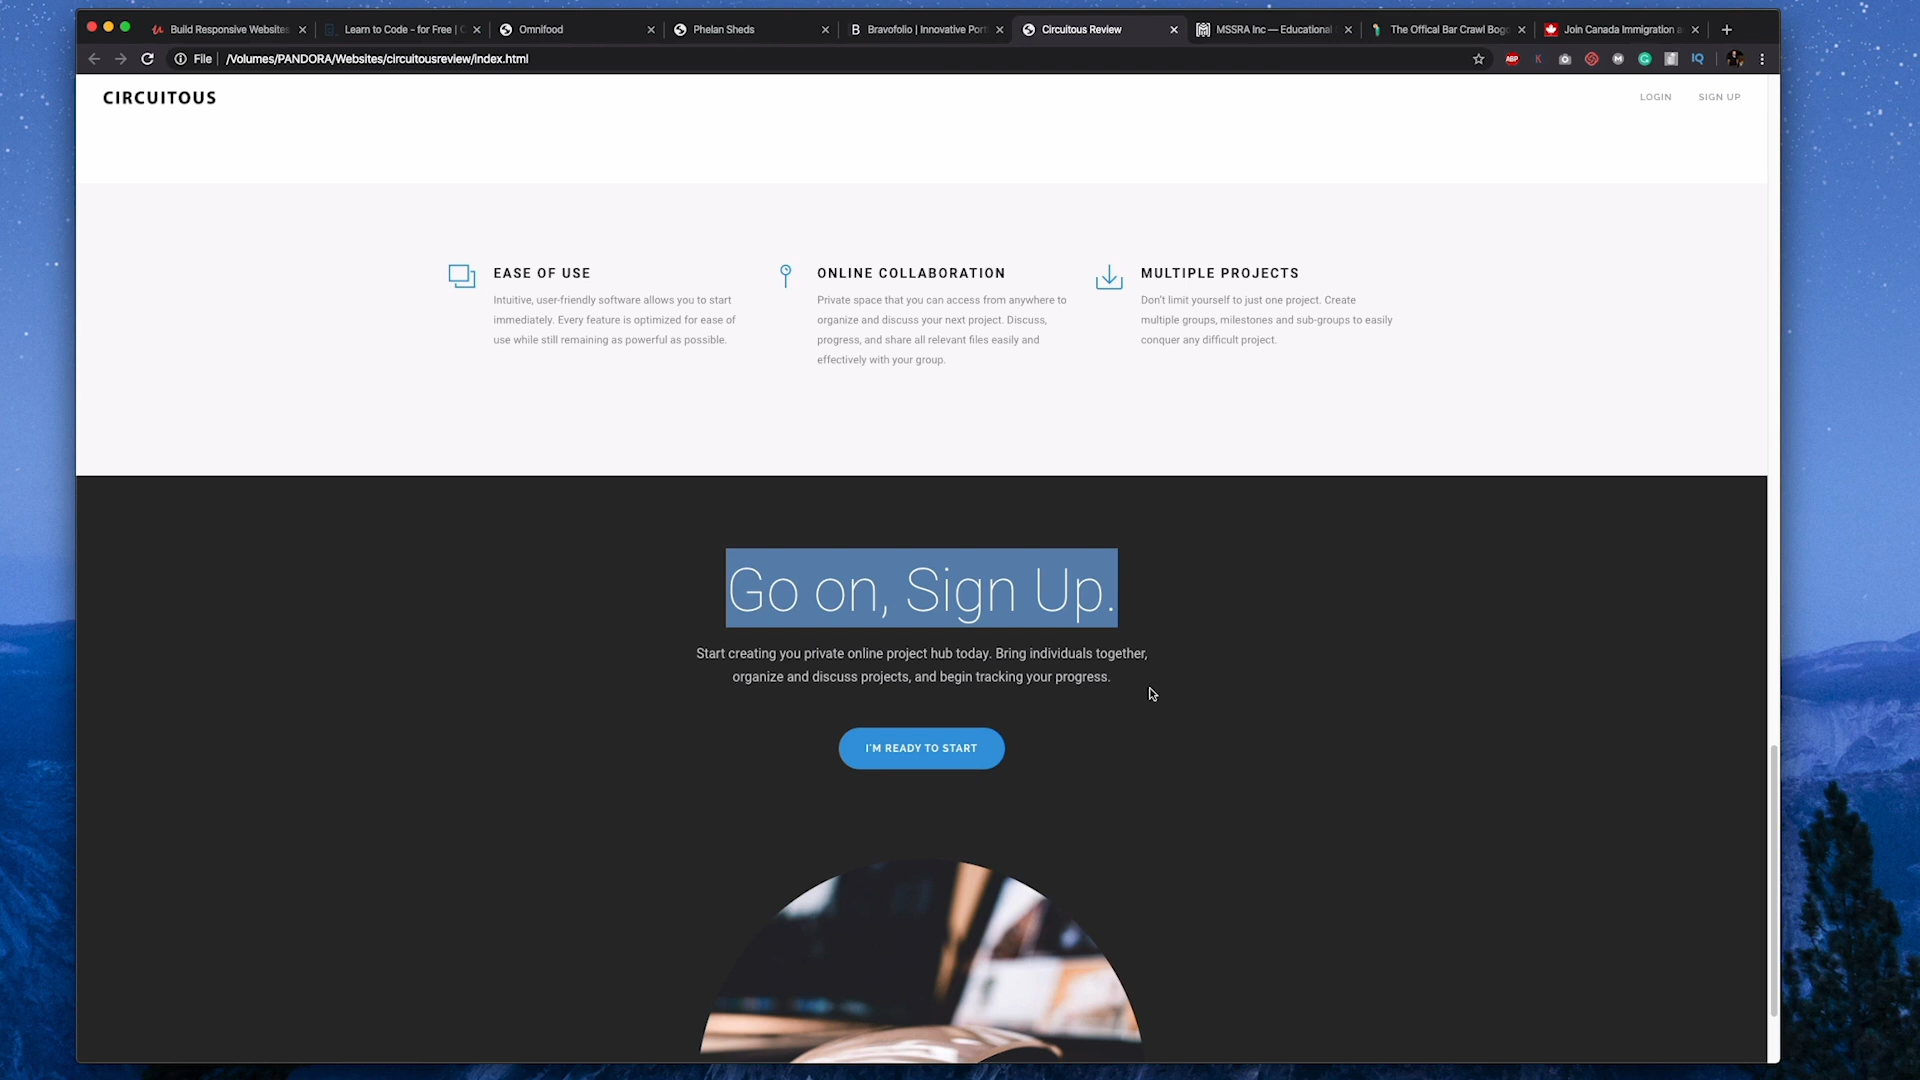 Build Responsive Websites
Learn to Code - for Free |
Omnifood
Phelan Sheds
Bravofolio | Innovative Port
Circuitous Review
MSSRA Inc — Educational
The Offical Bar Crawl Bog
Join Canada Immigration
File
/Volumes/PANDORA/Websites/circuitousreview/index.html
ABP
K
IQ
CIRCUITOUS
LOGIN
SIGN UP
EASE OF USE
Intuitive, user-friendly software allows you to start
immediately. Every feature is optimized for ease of
use while still remaining as powerful as possible.
ONLINE COLLABORATION
Private space that you can access from anywhere to
organize and discuss your next project. Discuss,
progress, and share all relevant files easily and
effectively with your group.
MULTIPLE PROJECTS
Don't limit yourself to just one project. Create
multiple groups, milestones and sub-groups to easily
conquer any difficult project.
Go on, Sign Up.
Start creating you private online project hub today. Bring individuals together,
organize and discuss projects, and begin tracking your progress.
I'M READY TO START